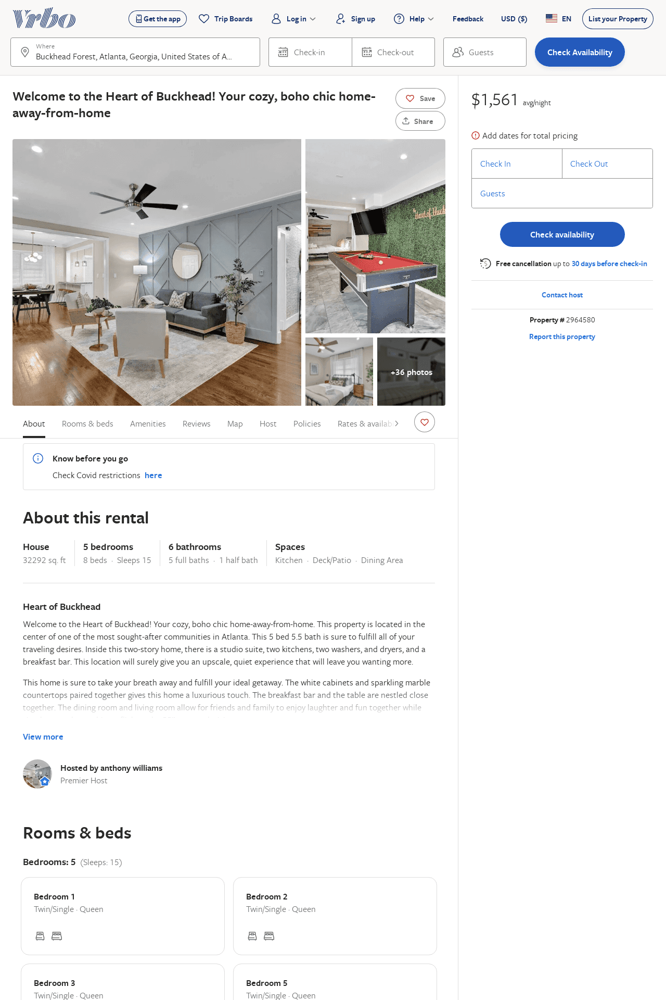 Vrbo
Get the app
Trip Boards
Log in
Sign up
Help
Feedback
USD ($)
EN
List your Property
Where
Buckhead Forest, Atlanta, Georgia, United States of A...
Check-in
Check-out
Guests
Check Availability
Welcome to the Heart of Buckhead! Your cozy, boho chic home-
away-from-home
Save
Share
$1,561 avg/night
Add dates for total pricing
Check In
Check Out
Guests
Check availability
Free cancellation up to 30 days before check-in
Contact host
Property # 2964580
Report this property
The
Heart of Buckh
+36 photos
About
Rooms & beds
Amenities
Reviews
Map
Host
Policies
Rates & availab
Know before you go
Check Covid restrictions here
About this rental
House
32292 sq. ft
5 bedrooms
8 beds · Sleeps 15
6 bathrooms
5 full baths · 1 half bath
Spaces
Kitchen · Deck/Patio · Dining Area
Heart of Buckhead
Welcome to the Heart of Buckhead! Your cozy, boho chic home-away-from-home. This property is located in the
center of one of the most sought-after communities in Atlanta. This 5 bed 5.5 bath is sure to fulfill all of your
traveling desires. Inside this two-story home, there is a studio suite, two kitchens, two washers, and dryers, and a
breakfast bar. This location will surely give you an upscale, quiet experience that will leave you wanting more.
This home is sure to take your breath away and fulfill your ideal getaway. The white cabinets and sparkling marble
countertops paired together gives this home a luxurious touch. The breakfast bar and the table are nestled close
together. The dining room and living room allow for friends and family to enjoy laughter and fun together while
View more
Hosted by anthony williams
Premier Host
Rooms & beds
Bedrooms: 5 (Sleeps: 15)
Bedroom 1
Twin/Single · Queen
Bedroom 2
Twin/Single · Queen
Bedroom 3
Twin/Single · Queen
Bedroom 5
Twin/Single · Queen